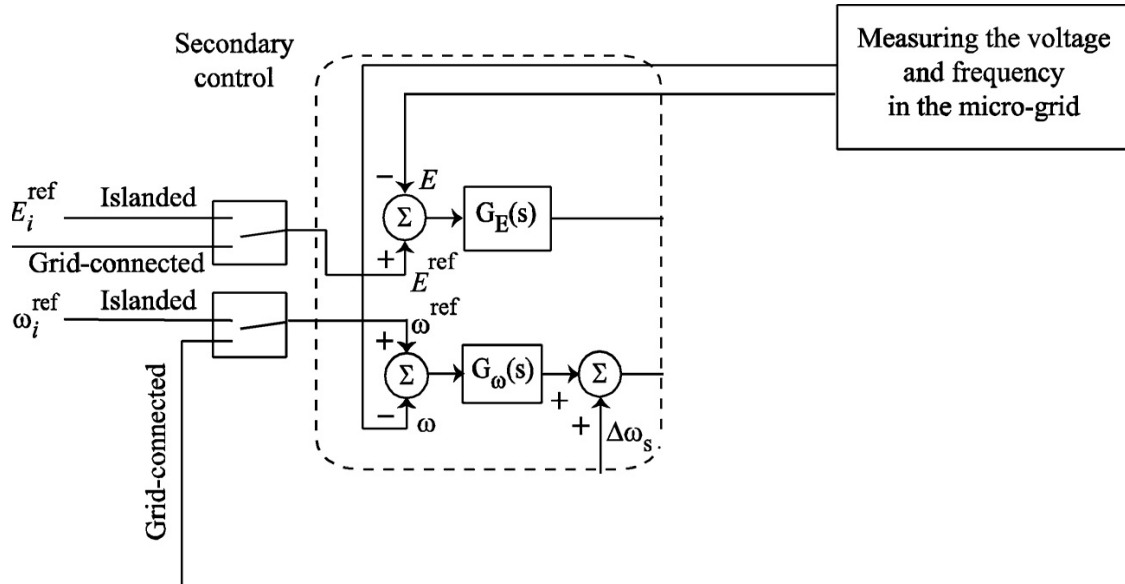 Secondary
control
Measuring the voltage
and frequency
in the micro-grid
− E
Σ
G_E(s)
+ E^ref
E_i^ref
Islanded
Grid-connected
ω_i^ref
Islanded
Grid-connected
ω^ref
+
Σ
G_ω(s)
− ω
+
Σ
+
Δω_s